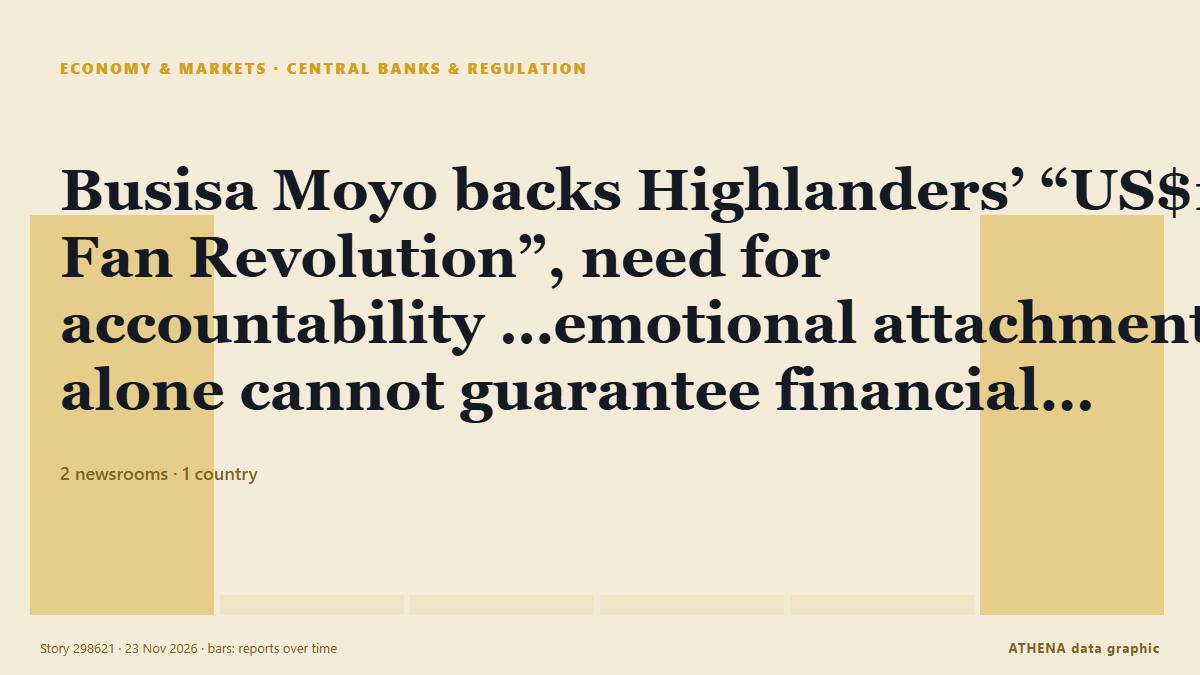 ECONOMY & MARKETS · CENTRAL BANKS & REGULATION
Busisa Moyo backs Highlanders’ “US$
Fan Revolution”, need for
accountability …emotional attachment
alone cannot guarantee financial…
2 newsrooms · 1 country
Story 298621 · 23 Nov 2026 · bars: reports over time
ATHENA data graphic